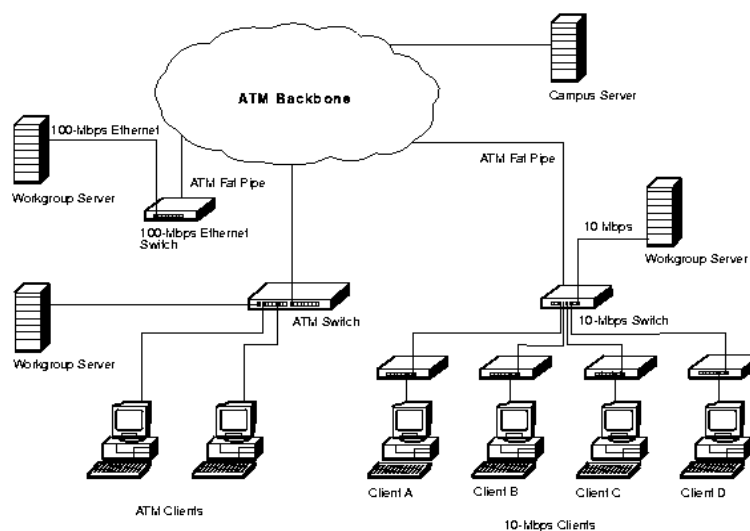 ATM Backbone
Campus Server
100-Mbps Ethernet
ATM Fat Pipe
ATM Fat Pipe
Workgroup Server
100-Mbps Ethernet
Switch
10 Mbps
Workgroup Server
ATM Switch
10-Mbps Switch
Workgroup Server
Client A
Client B
Client C
Client D
ATM Clients
10-Mbps Clients